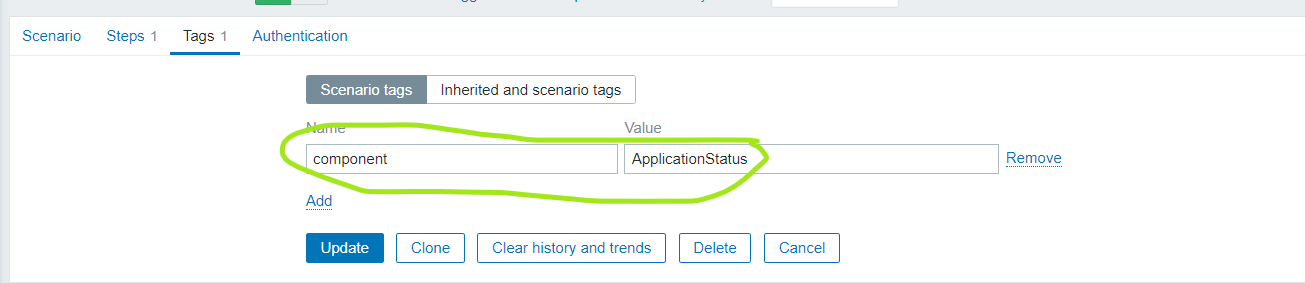 Scenario Steps 1 Tags 1 Authentication
Scenario tags Inherited and scenario tags
Name Value
component ApplicationStatus Remove
Add
Update Clone Clear history and trends Delete Cancel